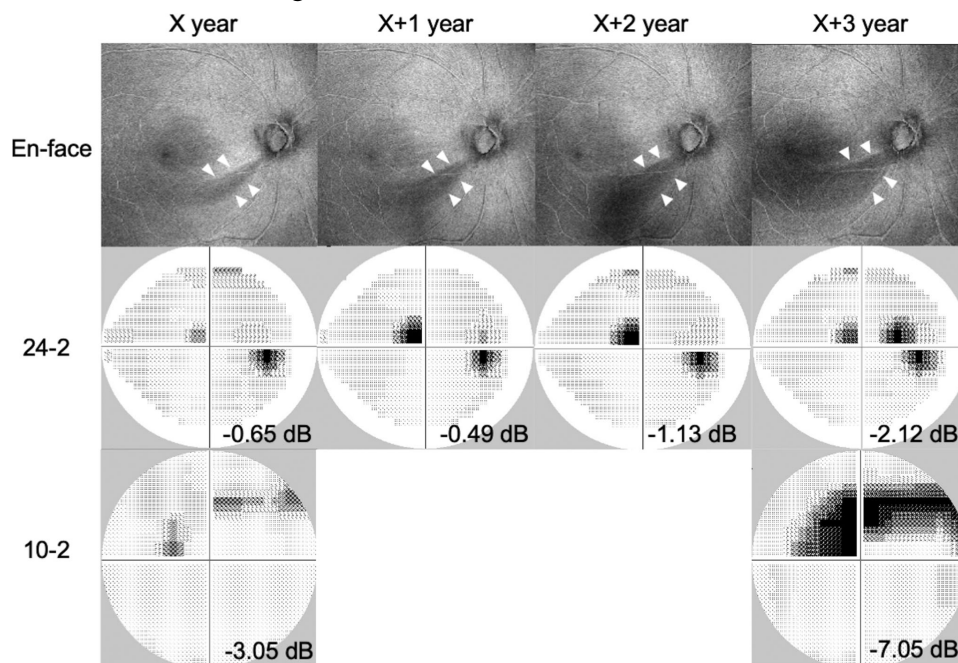 X year X+1 year X+2 year X+3 year
En-face
24-2
-0.65 dB -0.49 dB -1.13 dB -2.12 dB
10-2
-3.05 dB -7.05 dB